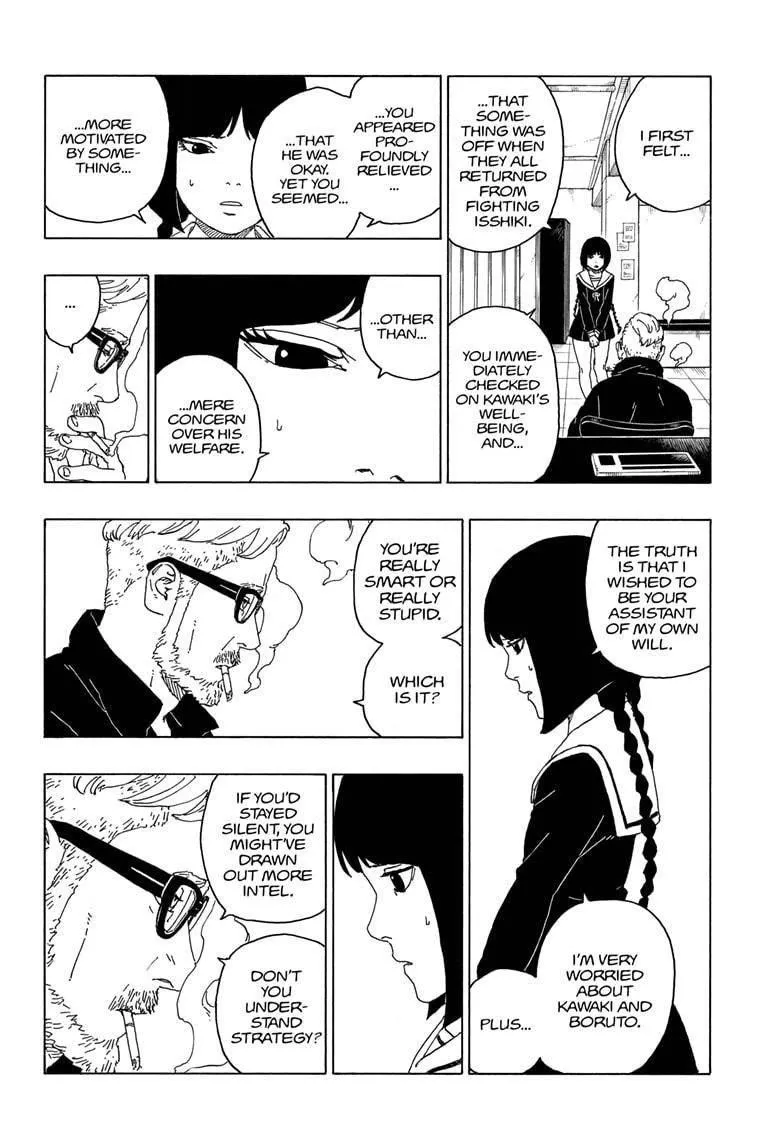 I FIRST
FELT...
...THAT
SOME-
THING WAS
OFF WHEN
THEY ALL
RETURNED
FROM
FIGHTING
ISSHIKI.
YOU IMME-
DIATELY
CHECKED
ON KAWAKI'S
WELL-
BEING,
AND...
...YOU
APPEARED
PRO-
FOUNDLY
RELIEVED
...
...THAT
HE WAS
OKAY.
YET YOU
SEEMED...
...MORE
MOTIVATED
BY SOME-
THING...
...OTHER
THAN...
...MERE
CONCERN
OVER HIS
WELFARE.
...
THE TRUTH
IS THAT I
WISHED TO
BE YOUR
ASSISTANT
OF MY OWN
WILL.
PLUS...
I'M VERY
WORRIED
ABOUT
KAWAKI AND
BORUTO.
YOU'RE
REALLY
SMART OR
REALLY
STUPID.
WHICH
IS IT?
IF YOU'D
STAYED
SILENT, YOU
MIGHT'VE
DRAWN
OUT MORE
INTEL.
DON'T
YOU
UNDER-
STAND
STRATEGY?